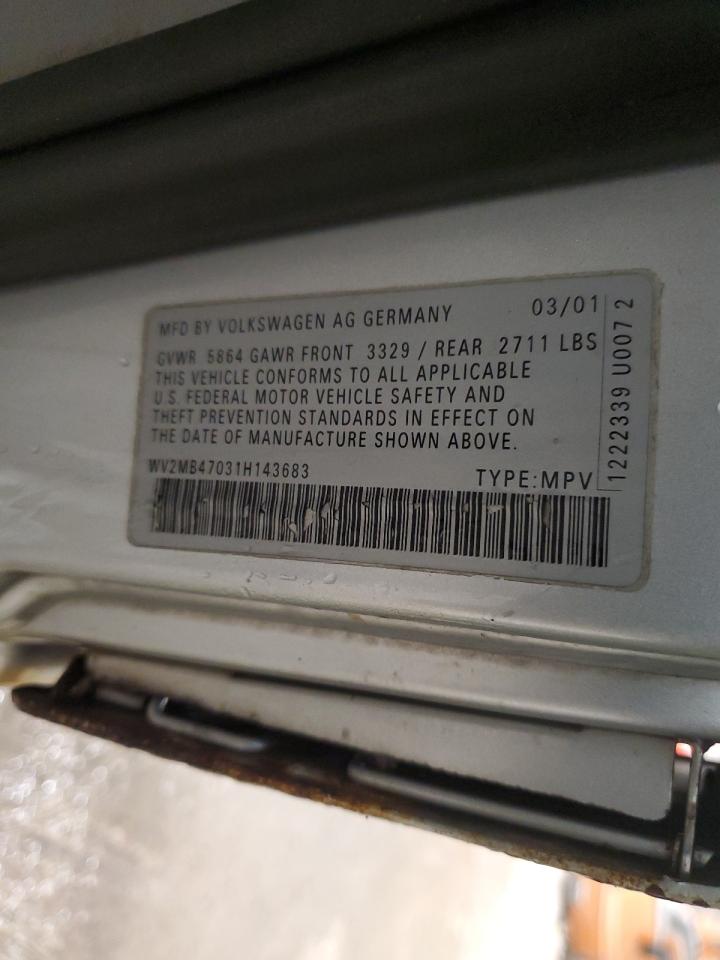 MFD BY VOLKSWAGEN AG GERMANY 03/01
GVWR 5864 GAWR FRONT 3329 / REAR 2711 LBS
THIS VEHICLE CONFORMS TO ALL APPLICABLE
U.S. FEDERAL MOTOR VEHICLE SAFETY AND
THEFT PREVENTION STANDARDS IN EFFECT ON
THE DATE OF MANUFACTURE SHOWN ABOVE.
WV2MB47031H143683 TYPE:MPV
1222339 U007 2